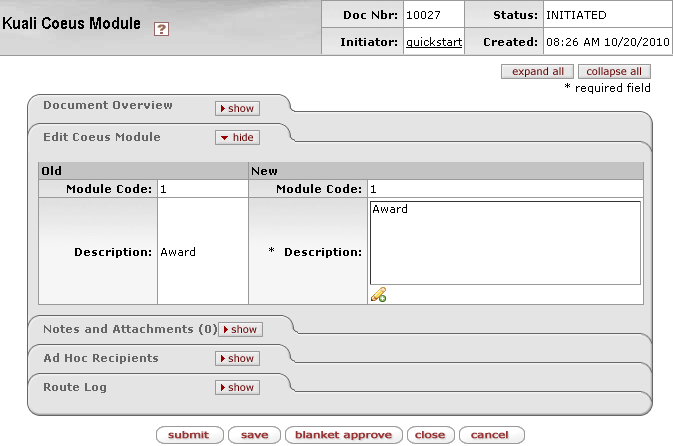 Kuali Coeus Module ?
Doc Nbr: 10027 Status: INITIATED
Initiator: quickstart Created: 08:26 AM 10/20/2010
expand all collapse all
* required field
Document Overview show
Edit Coeus Module hide
Old New
Module Code: 1 Module Code: 1
Description: Award * Description: Award
Notes and Attachments (0) show
Ad Hoc Recipients show
Route Log show
submit save blanket approve close cancel